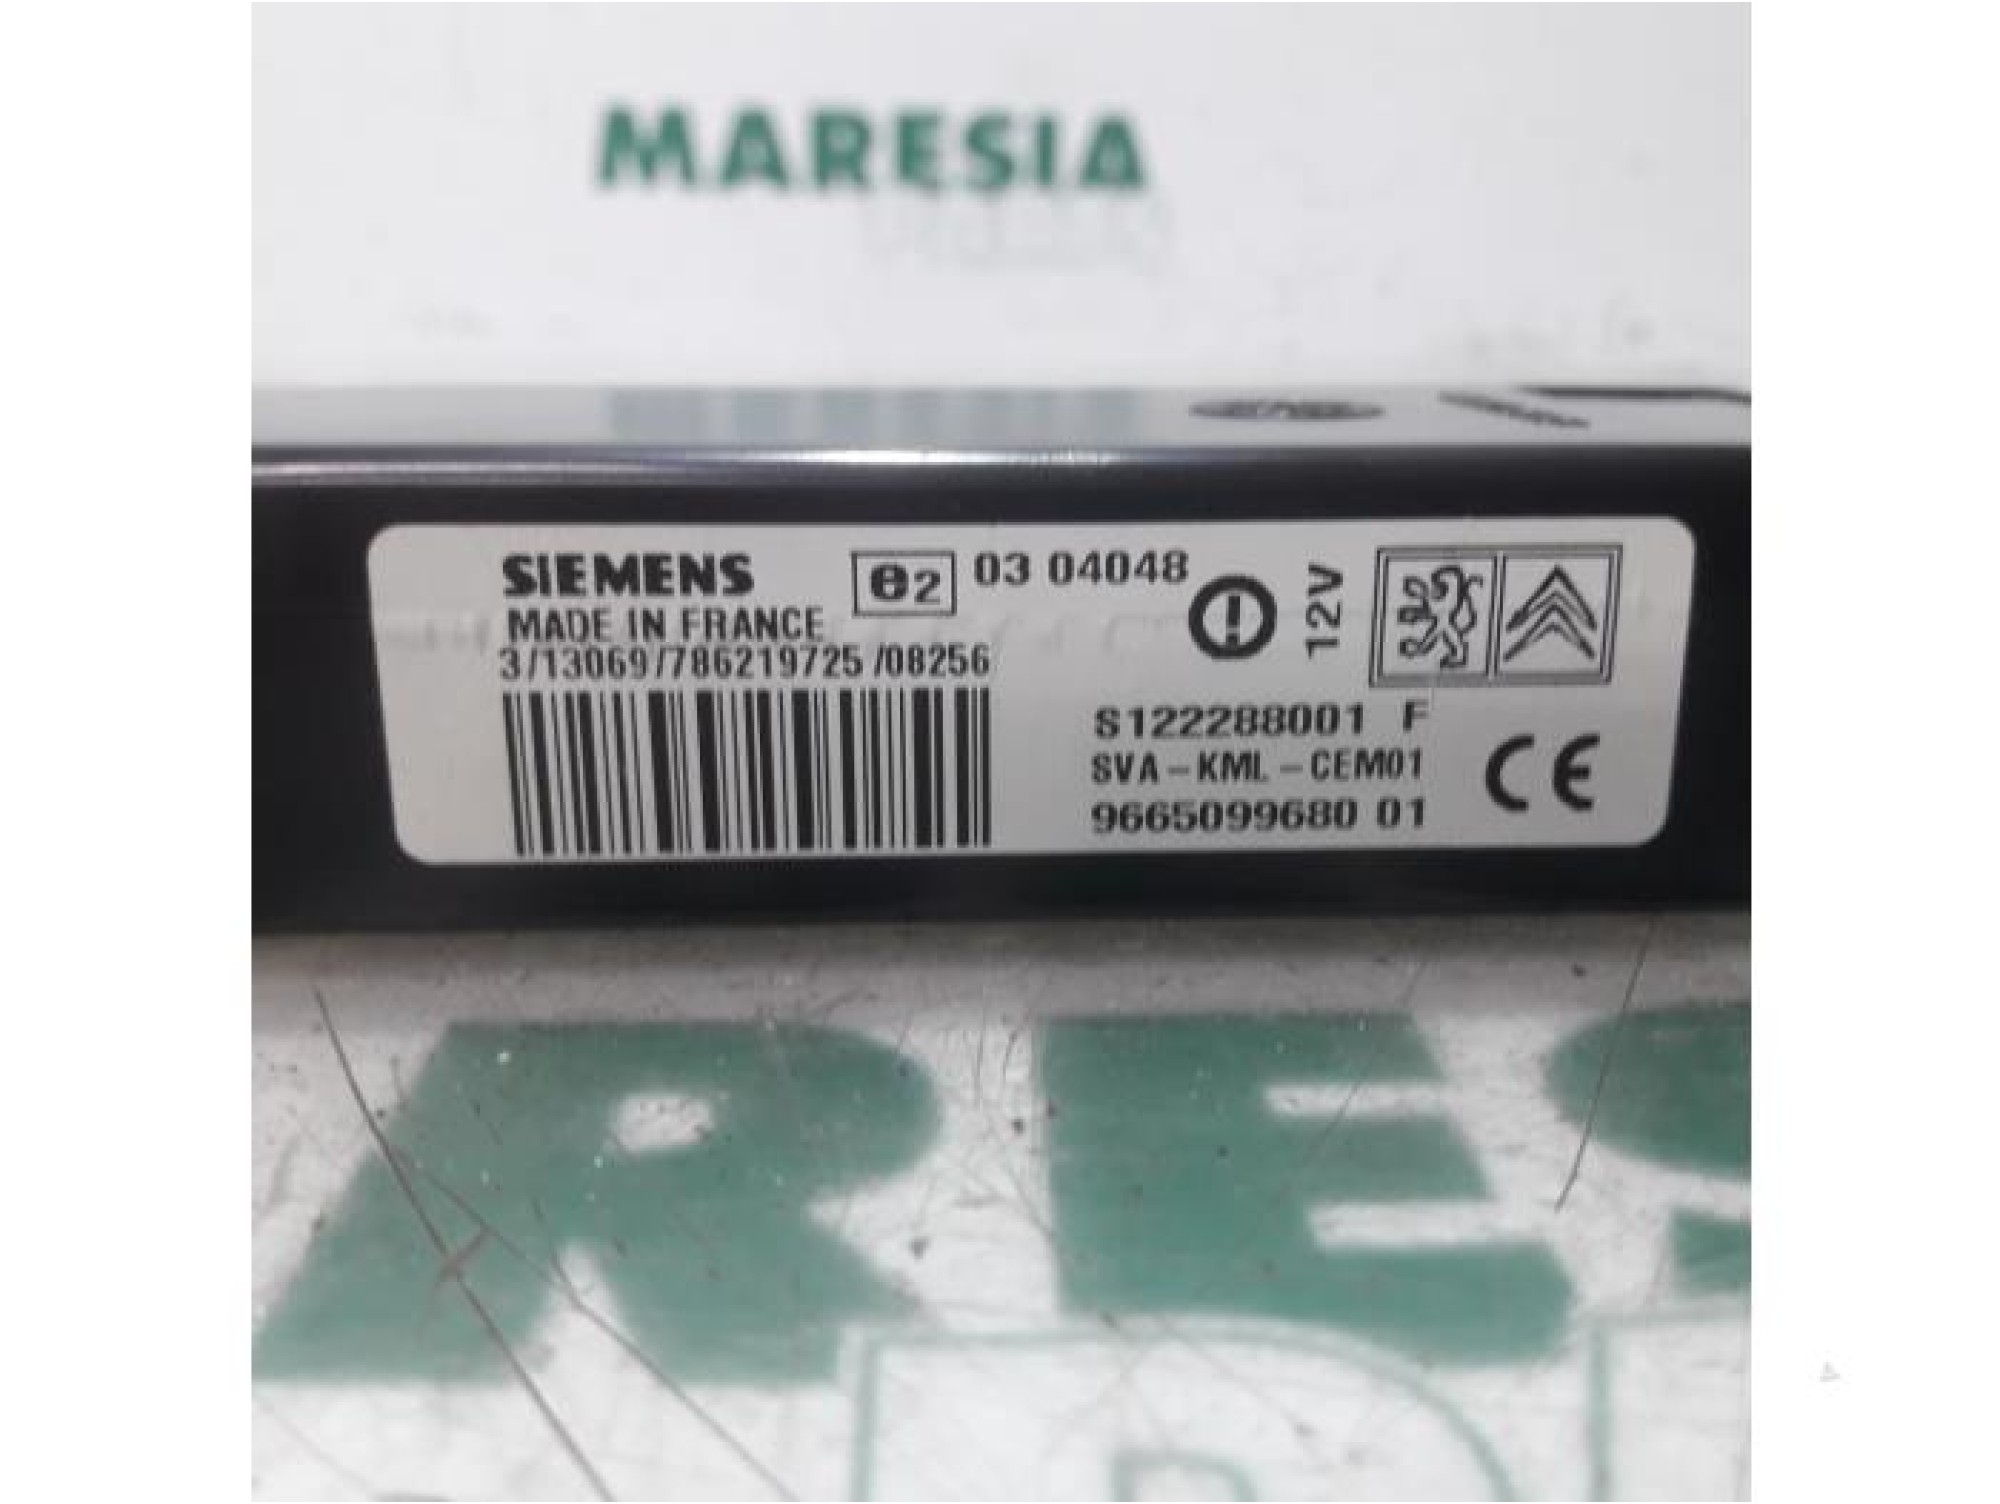 MARESIA
SIEMENS
e2
03 04048
12V
MADE IN FRANCE
3/13069/786219725/08256
S122288001 F
SVA-KML-CEM01
CE
9665099680 01
RES